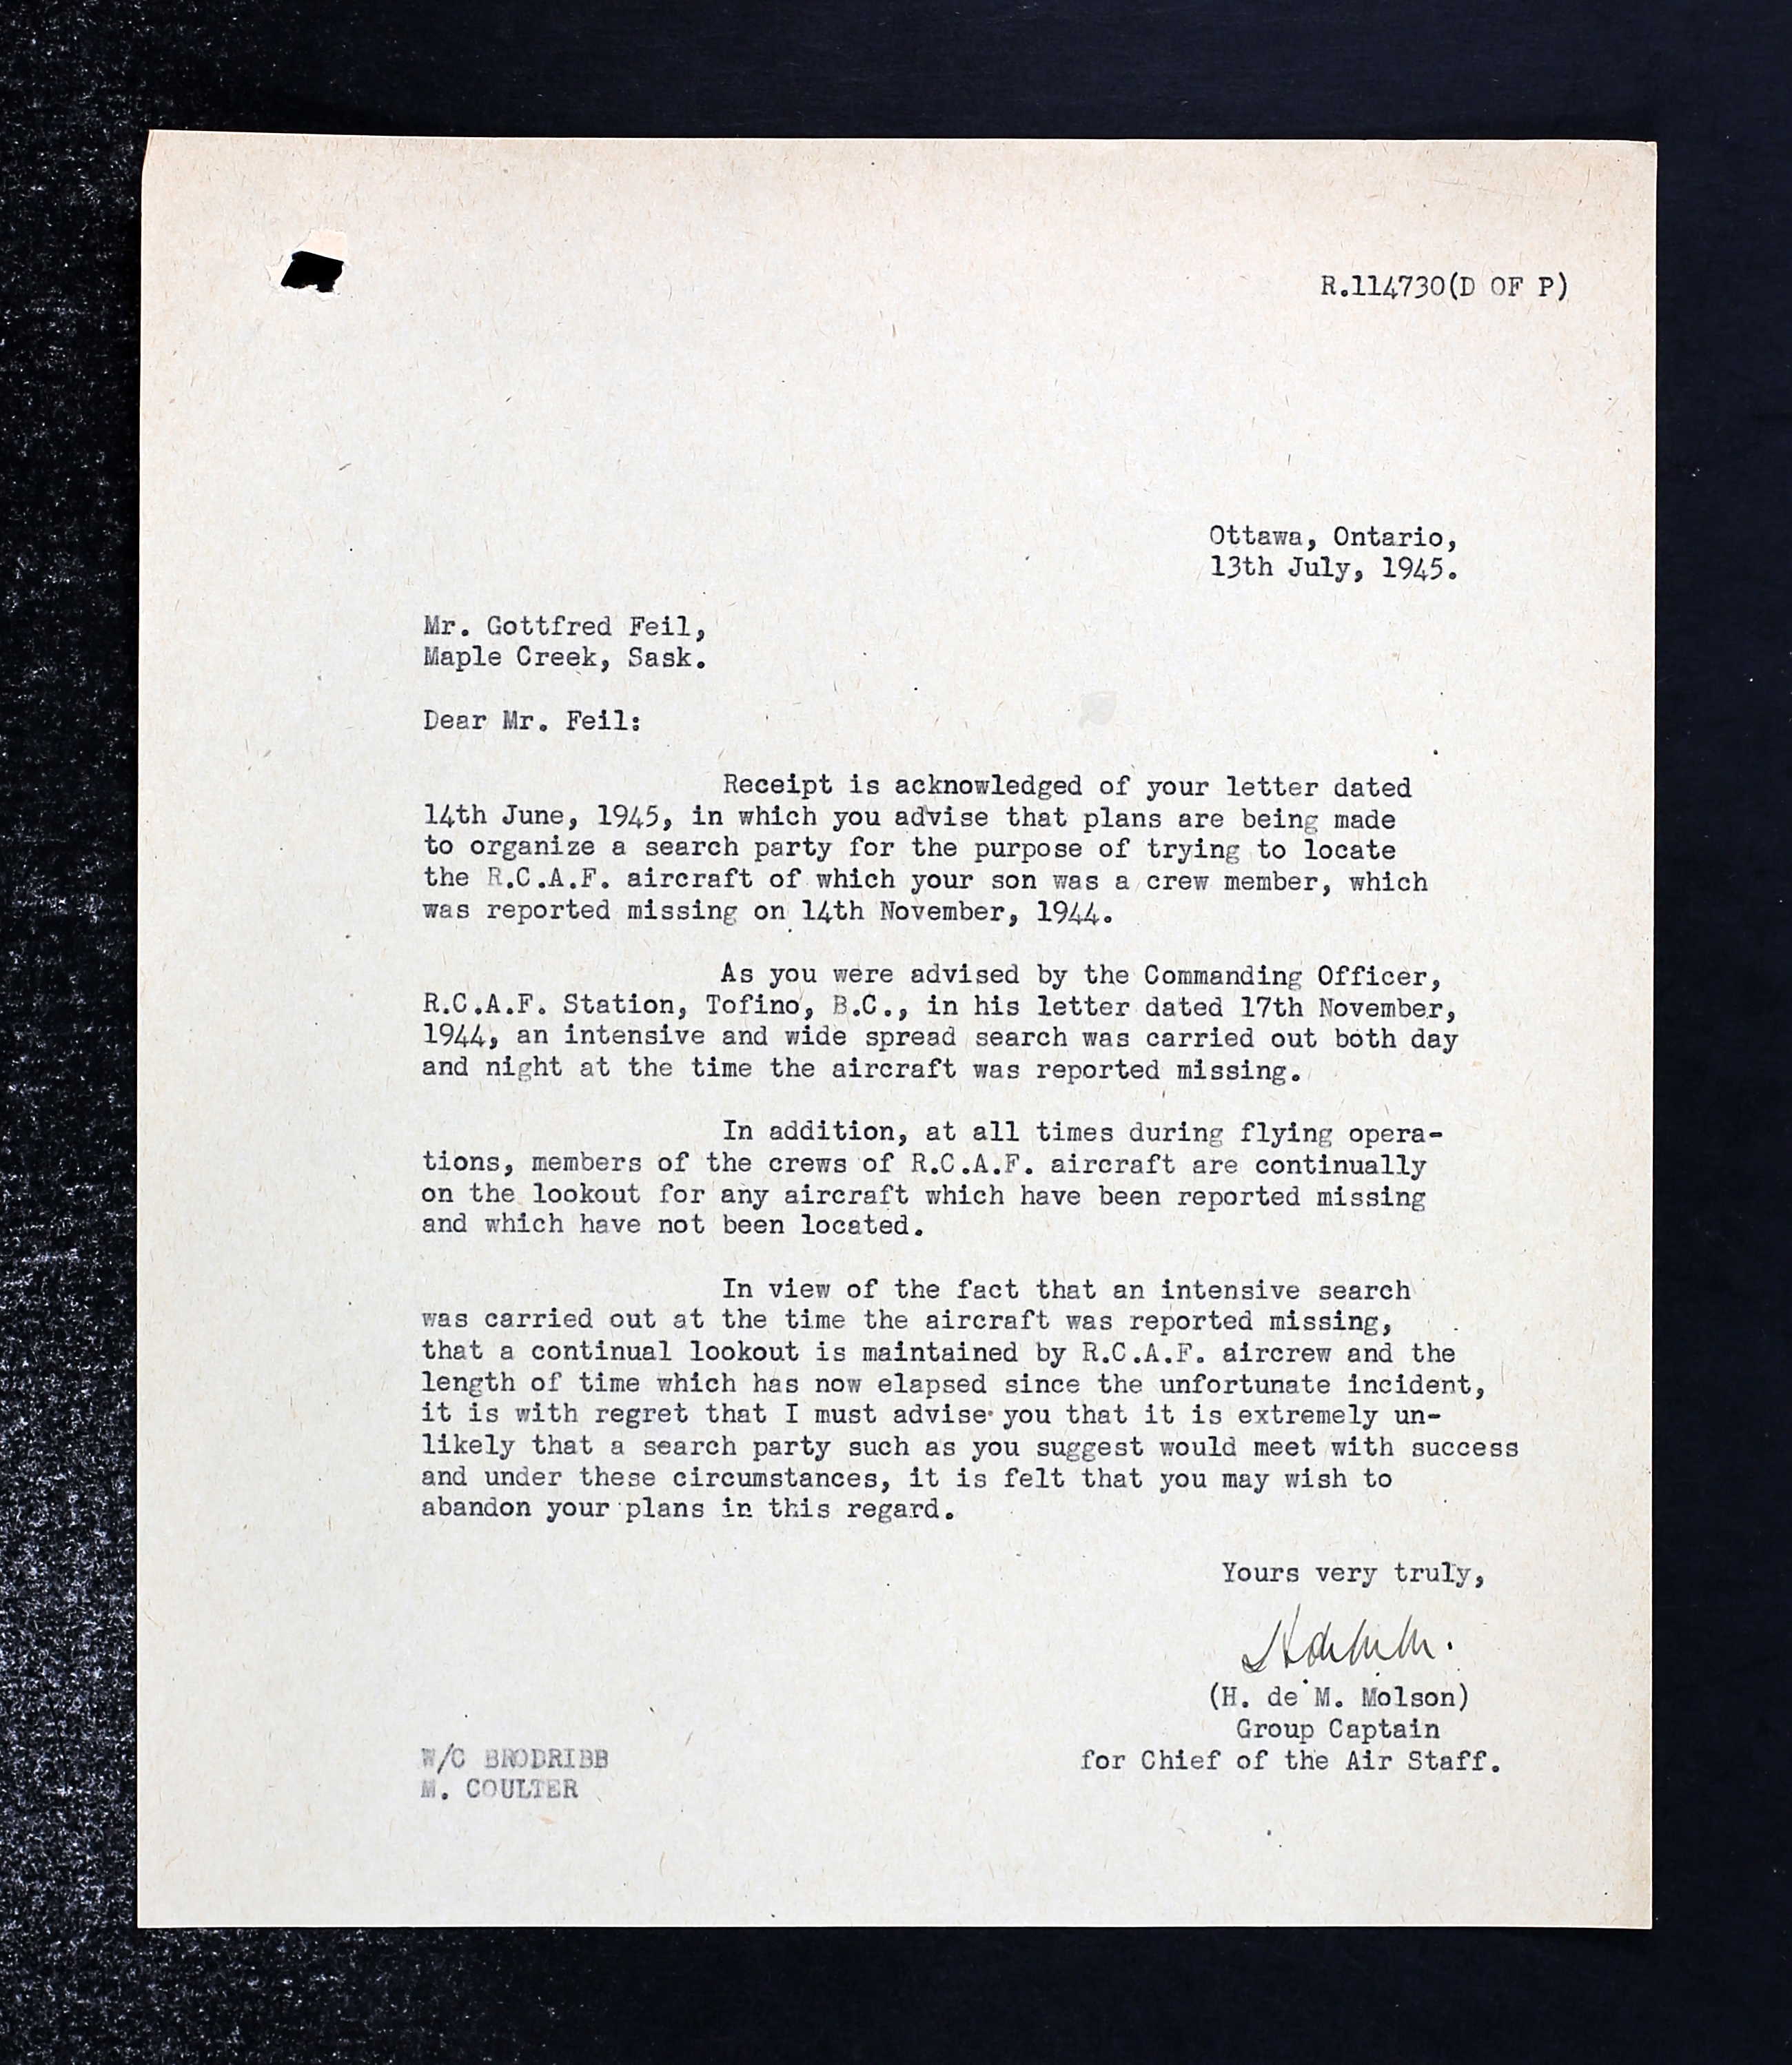 R.114730(D OF P)
Ottawa, Ontario,
13th July, 1945.
Mr. Gottfred Feil,
Maple Creek, Sask.
Dear Mr. Feil:
Receipt is acknowledged of your letter dated
14th June, 1945, in which you advise that plans are being made
to organize a search party for the purpose of trying to locate
the R.C.A.F. aircraft of which your son was a crew member, which
was reported missing on 14th November, 1944.
As you were advised by the Commanding Officer,
R.C.A.F. Station, Tofino, B.C., in his letter dated 17th November,
1944, an intensive and wide spread search was carried out both day
and night at the time the aircraft was reported missing.
In addition, at all times during flying opera-
tions, members of the crews of R.C.A.F. aircraft are continually
on the lookout for any aircraft which have been reported missing
and which have not been located.
In view of the fact that an intensive search
was carried out at the time the aircraft was reported missing,
that a continual lookout is maintained by R.C.A.F. aircrew and the
length of time which has now elapsed since the unfortunate incident,
it is with regret that I must advise you that it is extremely un-
likely that a search party such as you suggest would meet with success
and under these circumstances, it is felt that you may wish to
abandon your plans in this regard.
Yours very truly,
(H. de M. Molson)
Group Captain
for Chief of the Air Staff.
W/C BRODRIBB
M. COULTER